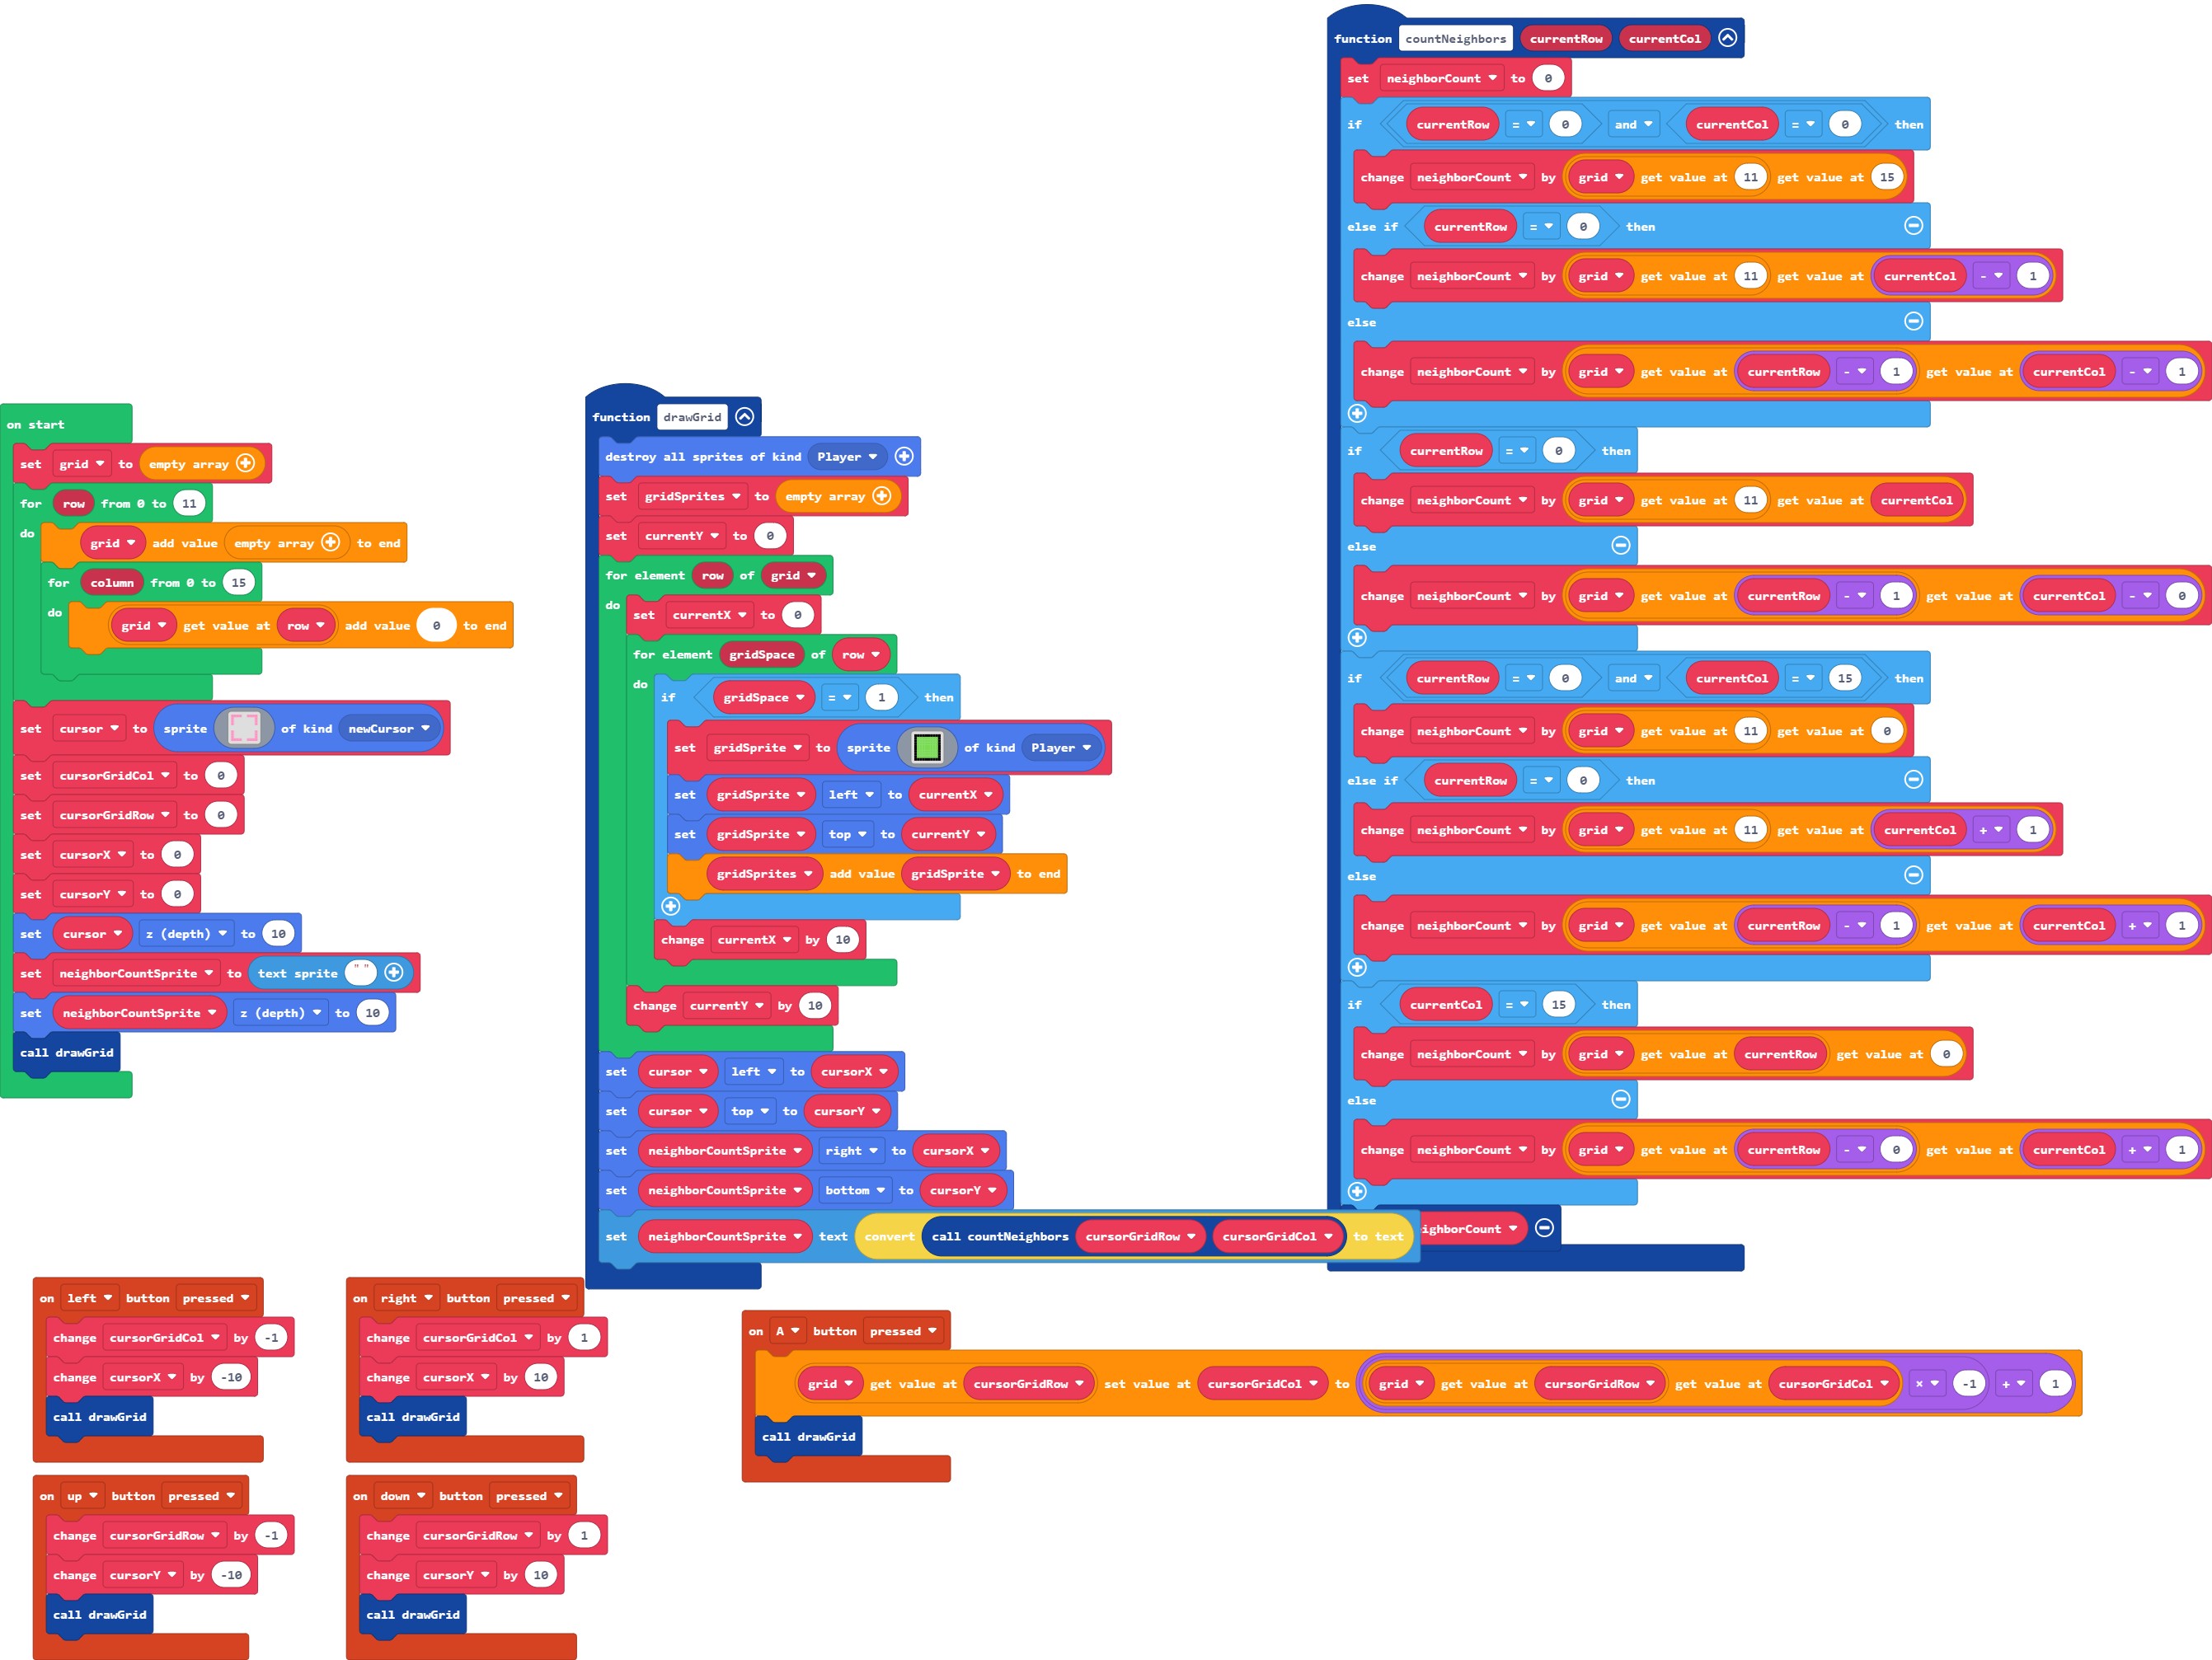 on start
set grid to empty array
for row from 0 to 11
do
grid add value empty array to end
for column from 0 to 15
do
grid get value at row add value 0 to end
set cursor to sprite of kind newCursor
set cursorGridCol to 0
set cursorGridRow to 0
set cursorX to 0
set cursorY to 0
set cursor z (depth) to 10
set neighborCountSprite to text sprite " "
set neighborCountSprite z (depth) to 10
call drawGrid
function drawGrid
destroy all sprites of kind Player
set gridSprites to empty array
set currentY to 0
for element row of grid
do
set currentX to 0
for element gridSpace of row
do
if gridSpace = 1 then
set gridSprite to sprite of kind Player
set gridSprite left to currentX
set gridSprite top to currentY
gridSprites add value gridSprite to end
change currentX by 10
change currentY by 10
set cursor left to cursorX
set cursor top to cursorY
set neighborCountSprite right to cursorX
set neighborCountSprite bottom to cursorY
set neighborCountSprite text convert call countNeighbors cursorGridRow cursorGridCol to text
function countNeighbors currentRow currentCol
set neighborCount to 0
if currentRow = 0 and currentCol = 0 then
change neighborCount by grid get value at 11 get value at 15
else if currentRow = 0 then
change neighborCount by grid get value at 11 get value at currentCol - 1
else
change neighborCount by grid get value at currentRow - 1 get value at currentCol - 1
if currentRow = 0 then
change neighborCount by grid get value at 11 get value at currentCol
else
change neighborCount by grid get value at currentRow - 1 get value at currentCol - 0
if currentRow = 0 and currentCol = 15 then
change neighborCount by grid get value at 11 get value at 0
else if currentRow = 0 then
change neighborCount by grid get value at 11 get value at currentCol + 1
else
change neighborCount by grid get value at currentRow - 1 get value at currentCol + 1
if currentCol = 15 then
change neighborCount by grid get value at currentRow get value at 0
else
change neighborCount by grid get value at currentRow - 0 get value at currentCol + 1
ighborCount
on left button pressed
change cursorGridCol by -1
change cursorX by -10
call drawGrid
on right button pressed
change cursorGridCol by 1
change cursorX by 10
call drawGrid
on up button pressed
change cursorGridRow by -1
change cursorY by -10
call drawGrid
on down button pressed
change cursorGridRow by 1
change cursorY by 10
call drawGrid
on A button pressed
grid get value at cursorGridRow set value at cursorGridCol to grid get value at cursorGridRow get value at cursorGridCol × -1 + 1
call drawGrid